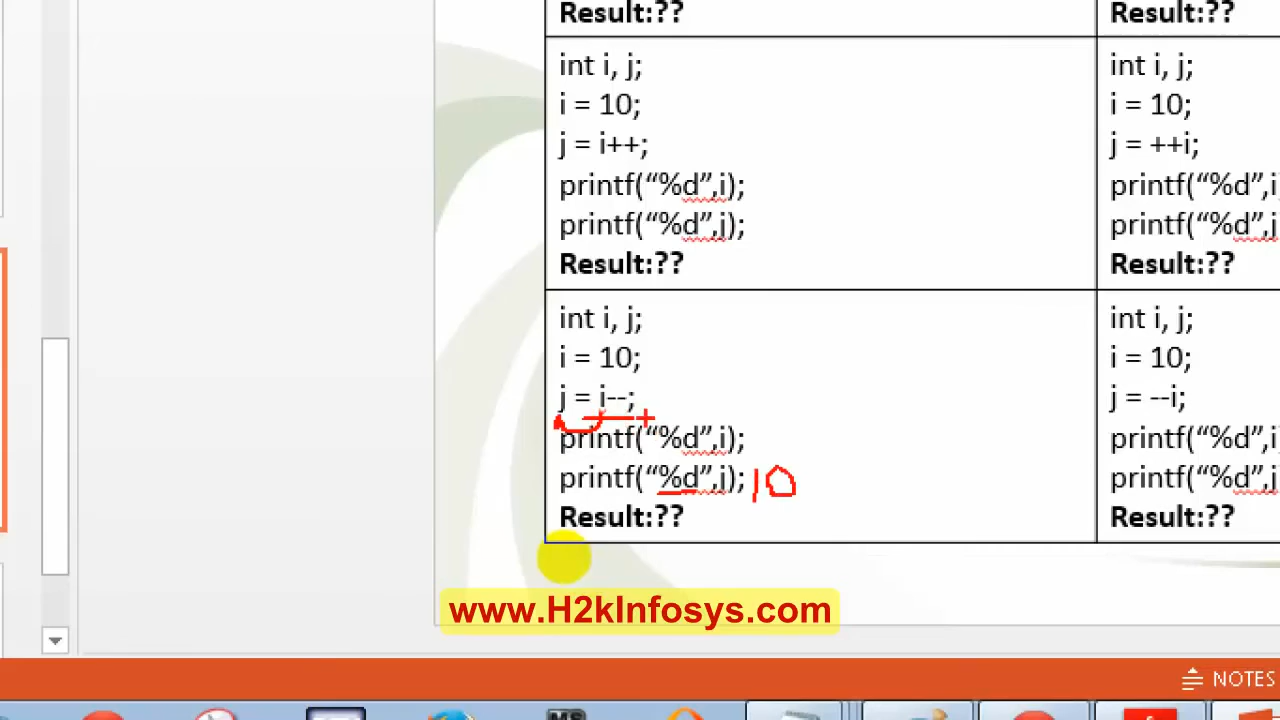 Result:??
Result:??
int i, j;
i = 10;
j = i++;
printf(“%d”,i);
printf(“%d”,j);
Result:??
int i, j;
i = 10;
j = ++i;
printf(“%d”,i
printf(“%d”,j
Result:??
int i, j;
i = 10;
j = i--;
printf(“%d”,i);
printf(“%d”,j); 10
Result:??
int i, j;
i = 10;
j = --i;
printf(“%d”,i
printf(“%d”,j
Result:??
www.H2kInfosys.com
NOTES
MS